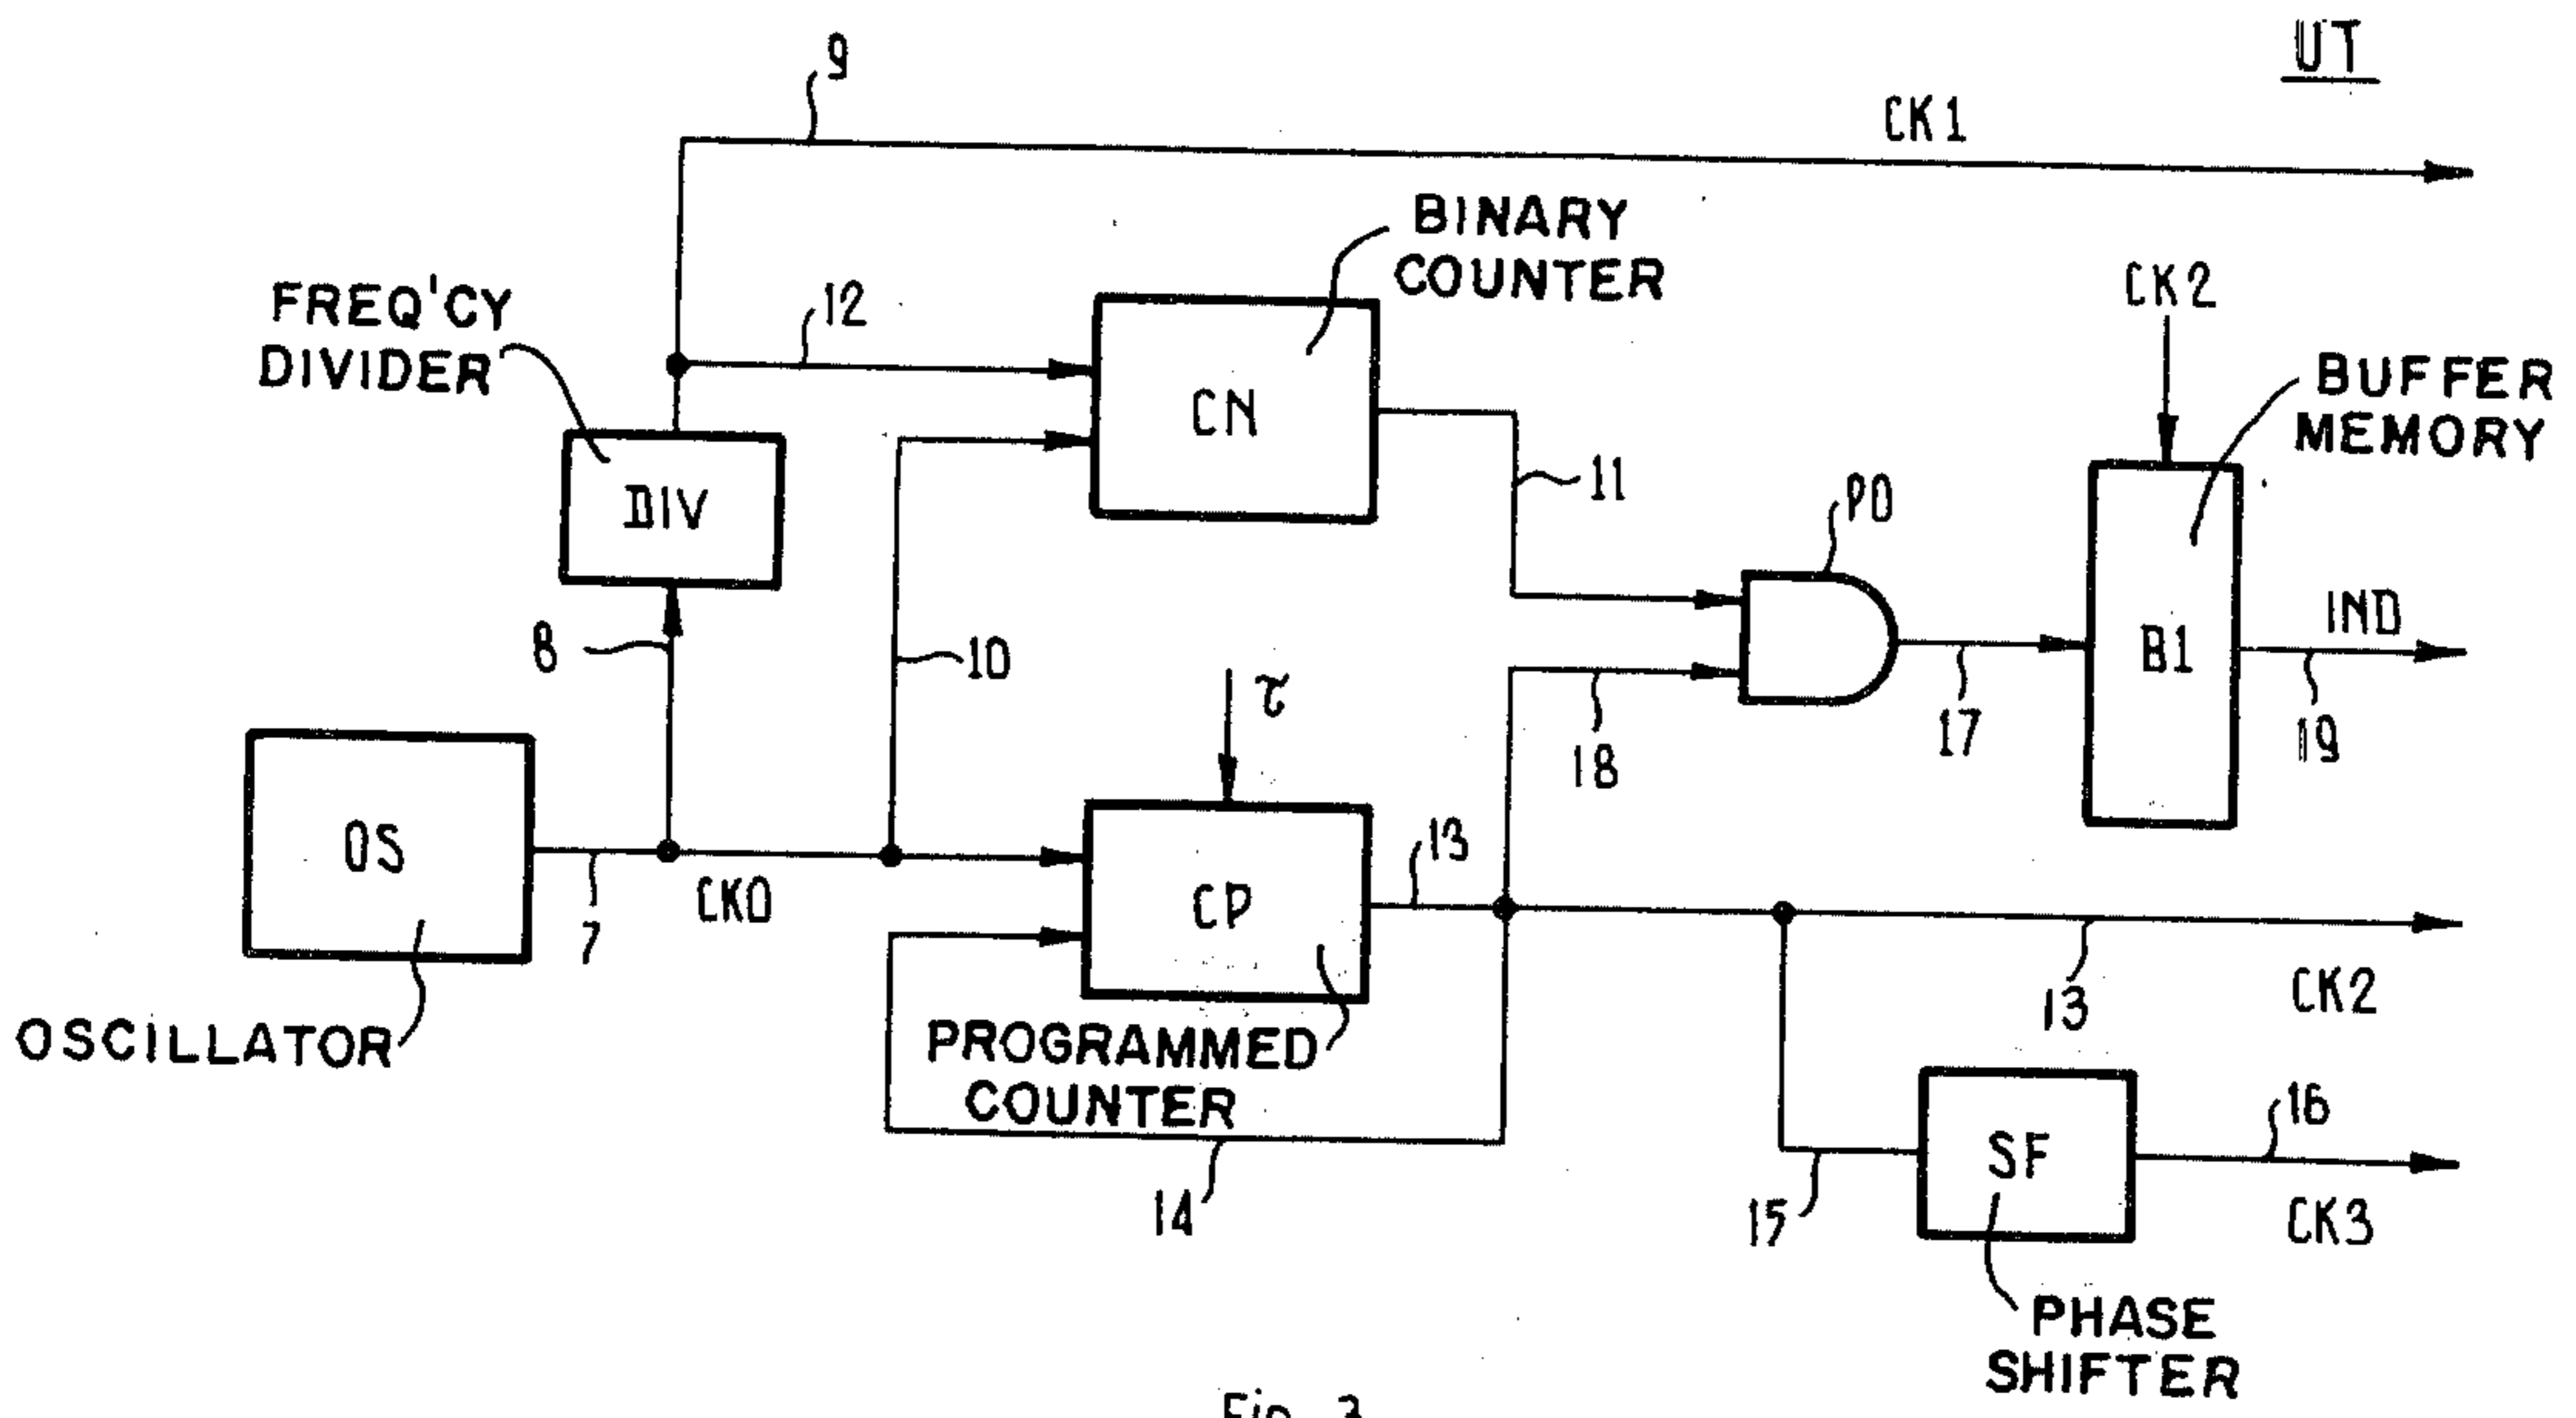 UT
9
CK1
BINARY
COUNTER
FREQ'CY
DIVIDER
12
CK2
BUFFER
MEMORY
CN
DIV
11
P0
8
10
τ
IND
B1
17
19
18
OS
CK0
7
CP
13
13
CK2
OSCILLATOR
PROGRAMMED
COUNTER
14
15
SF
16
CK3
PHASE
SHIFTER
Fig. 3